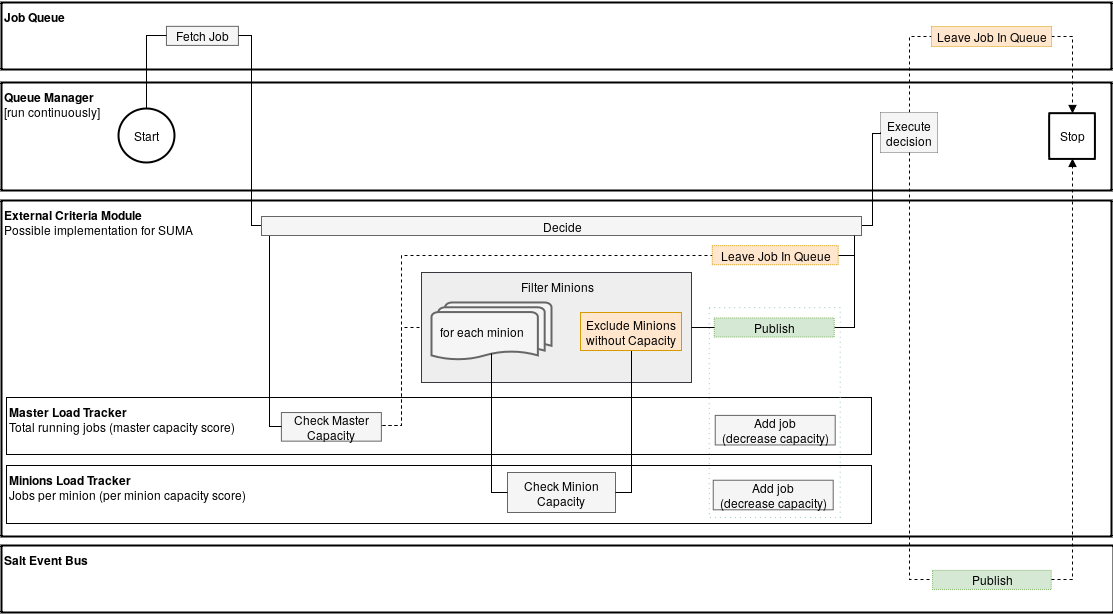 Job Queue
Fetch Job
Leave Job In Queue
Queue Manager
[run continuously]
Start
Execute
decision
Stop
External Criteria Module
Possible implementation for SUMA
Decide
Leave Job In Queue
Filter Minions
for each minion
Exclude Minions
without Capacity
Publish
Master Load Tracker
Total running jobs (master capacity score)
Check Master
Capacity
Add job
(decrease capacity)
Minions Load Tracker
Jobs per minion (per minion capacity score)
Check Minion
Capacity
Add job
(decrease capacity)
Salt Event Bus
Publish